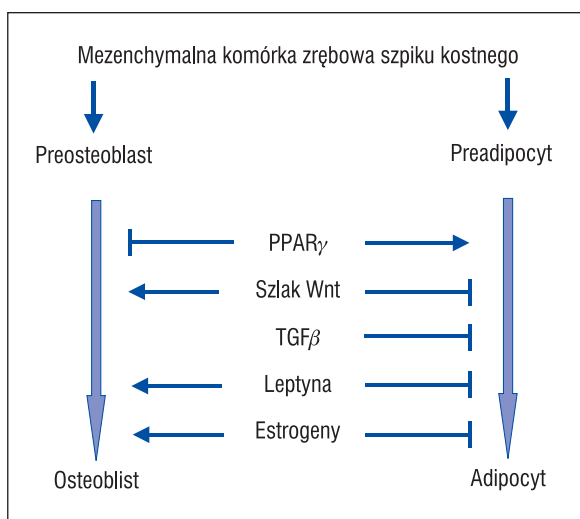 Mezenchymalna komórka zrębowa szpiku kostnego
Preosteoblast
Preadipocyt
PPARγ
Szlak Wnt
TGFβ
Leptyna
Estrogeny
Osteoblist
Adipocyt